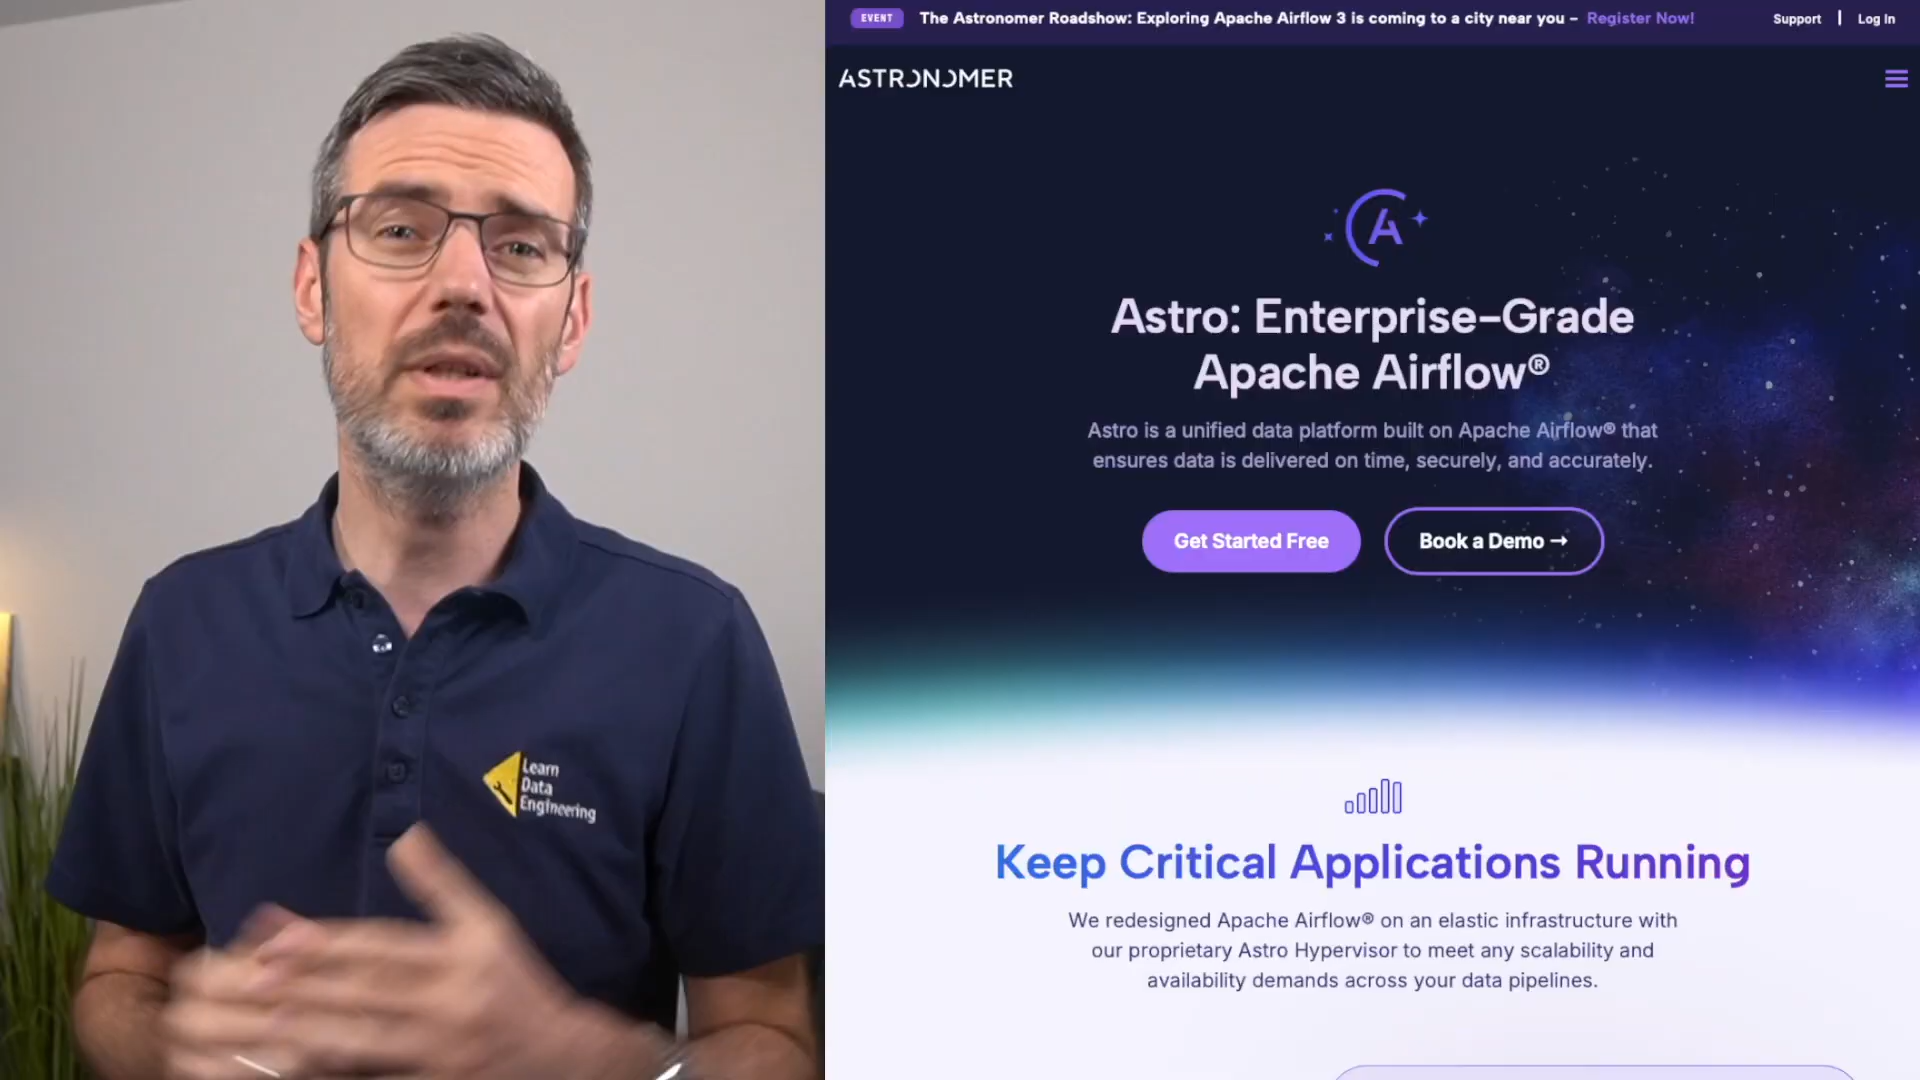 EVENT The Astronomer Roadshow: Exploring Apache Airflow 3 is coming to a city near you – Register Now! Support | Log In
ASTRONOMER
A
Astro: Enterprise-Grade
Apache Airflow®
Astro is a unified data platform built on Apache Airflow® that
ensures data is delivered on time, securely, and accurately.
Get Started Free Book a Demo →
Learn
Data
Engineering
Keep Critical Applications Running
We redesigned Apache Airflow® on an elastic infrastructure with
our proprietary Astro Hypervisor to meet any scalability and
availability demands across your data pipelines.